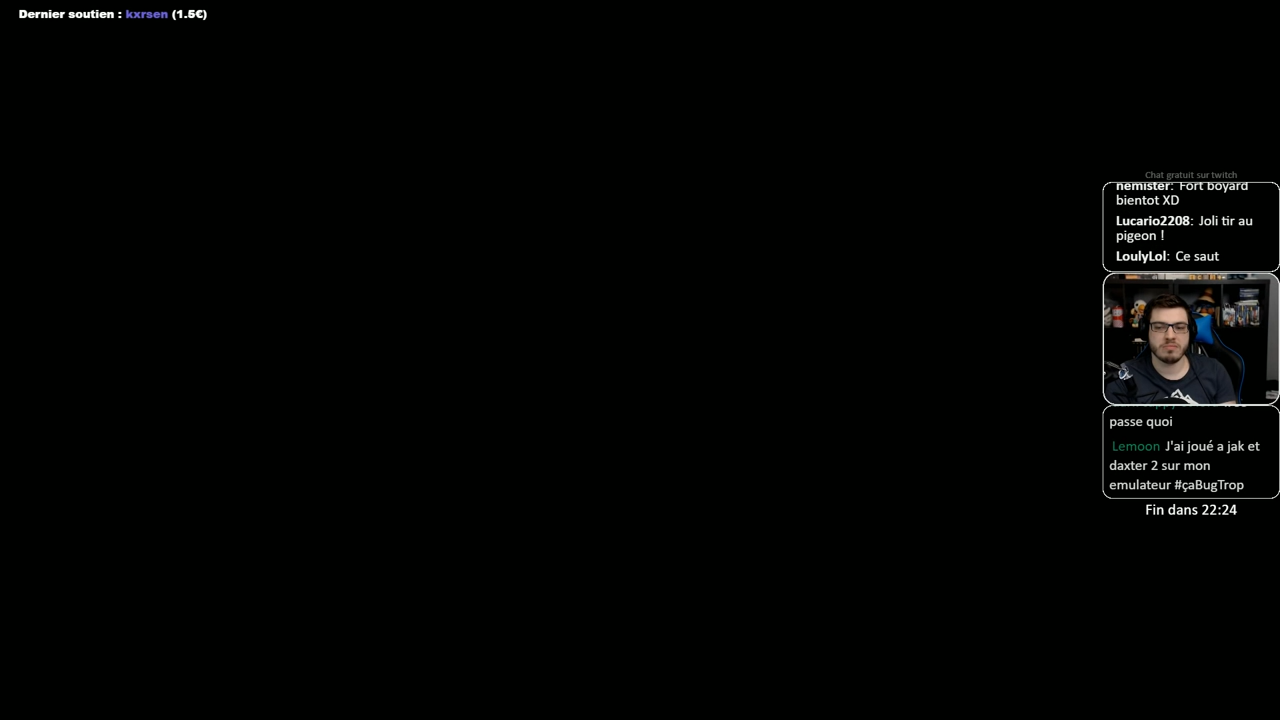 Dernier soutien : kxrsen (1.5€)
Chat gratuit sur twitch
nemister: Fort boyard
bientot XD
Lucario2208: Joli tir au
pigeon !
LoulyLol: Ce saut
passe quoi
Lemoon J'ai joué a jak et
daxter 2 sur mon
emulateur #çaBugTrop
Fin dans 22:24